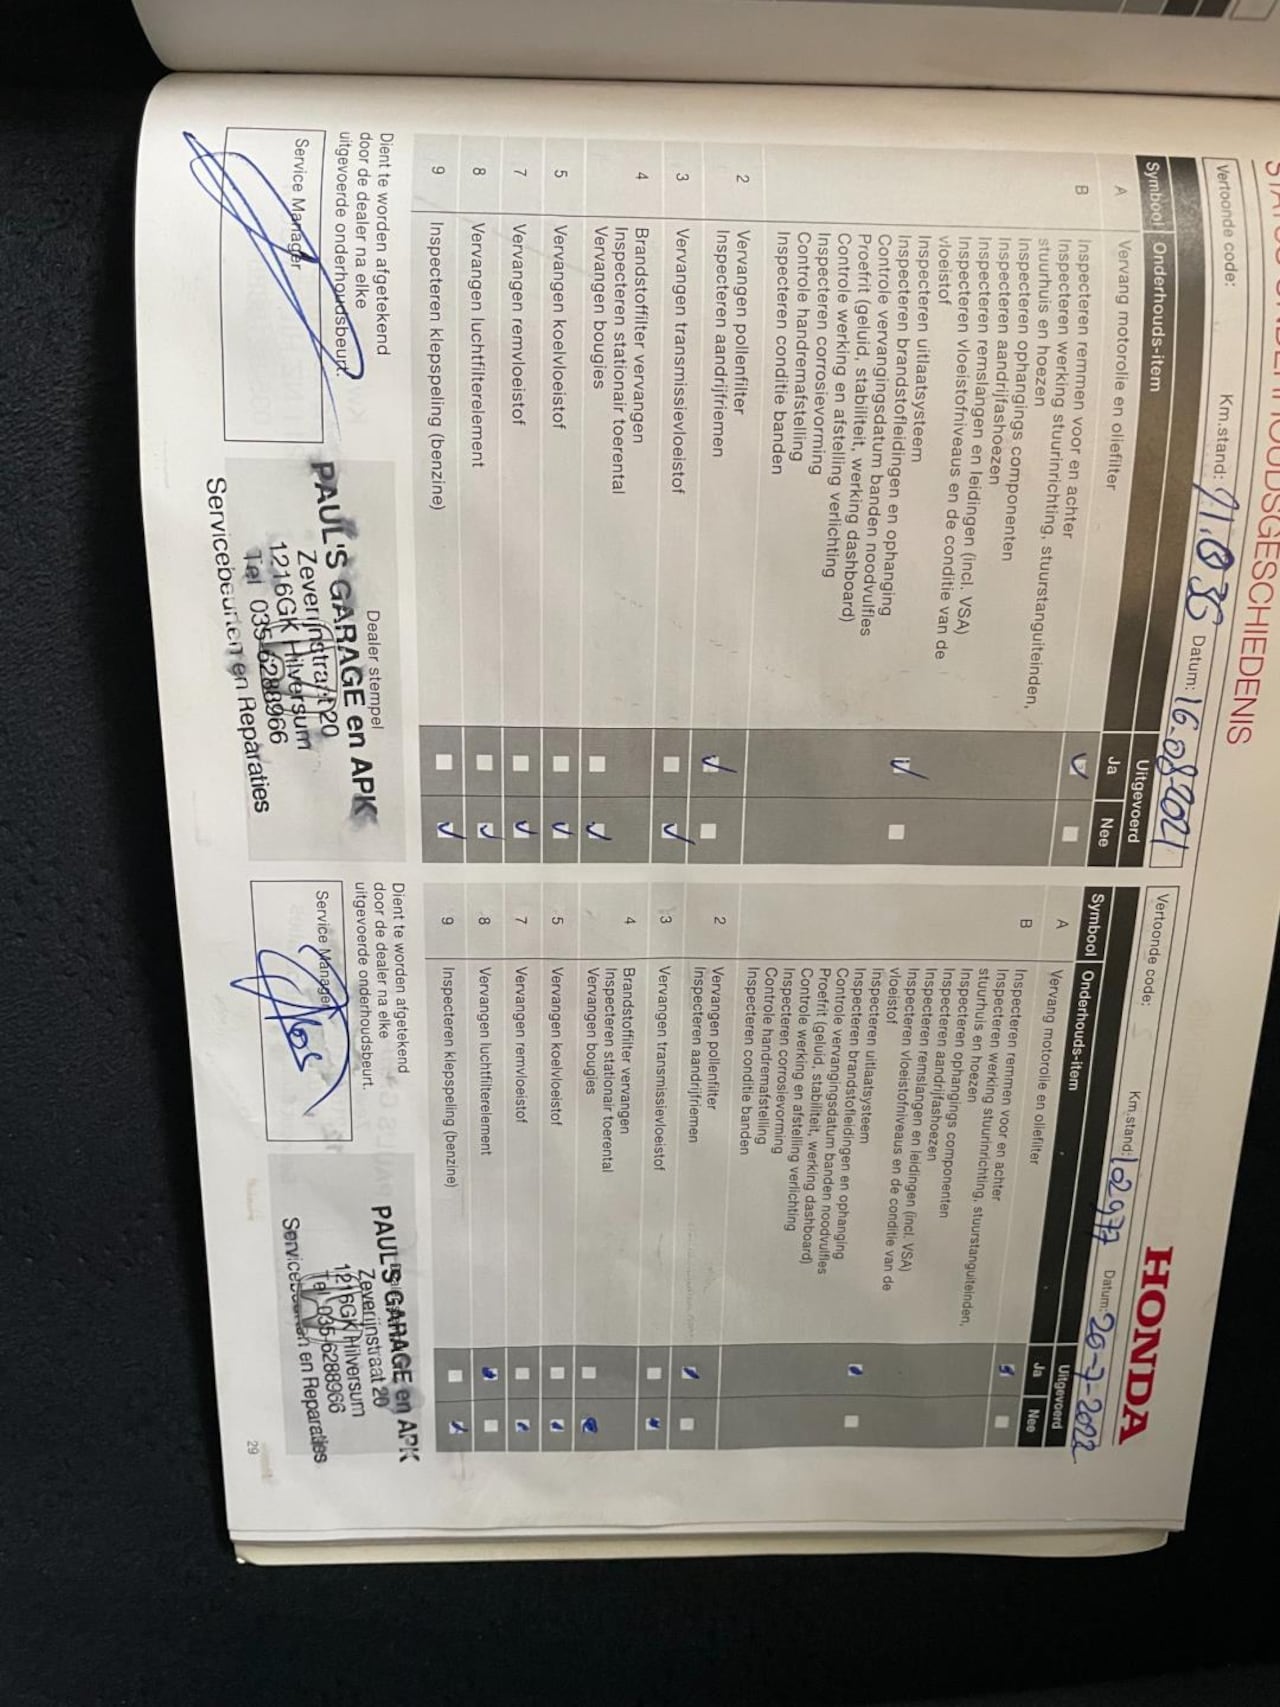 STATUS ONDERHOUDSGESCHIEDENIS
HONDA
Vertoonde code: Km.stand: 91.036 Datum: 16-08-2021
Symbool Onderhouds-item Uitgevoerd
Ja Nee
A Vervang motorolie en oliefilter
B Inspecteren remmen voor en achter
Inspecteren werking stuurinrichting, stuurstanguiteinden,
stuurhuis en hoezen
Inspecteren ophangings componenten
Inspecteren aandrijfashoezen
Inspecteren remslangen en leidingen (incl. VSA)
Inspecteren vloeistofniveaus en de conditie van de
vloeistof
Inspecteren uitlaatsysteem
Inspecteren brandstofleidingen en ophanging
Controle vervangingsdatum banden noodvulfles
Proefrit (geluid, stabiliteit, werking dashboard)
Controle werking en afstelling verlichting
Inspecteren corrosievorming
Controle handremafstelling
Inspecteren conditie banden
2 Vervangen pollenfilter
Inspecteren aandrijfriemen
3 Vervangen transmissievloeistof
4 Brandstoffilter vervangen
Inspecteren stationair toerental
Vervangen bougies
5 Vervangen koelvloeistof
7 Vervangen remvloeistof
8 Vervangen luchtfilterelement
9 Inspecteren klepspeling (benzine)
Dient te worden afgetekend
door de dealer na elke
uitgevoerde onderhoudsbeurt.
Service Manager
Dealer stempel
PAUL'S GARAGE en APK
Zeverijnstraat 20
1216GK Hilversum
Tel 035-6288966
Servicebeurten en Reparaties
Vertoonde code: Km.stand: 102977 Datum: 20-7-2022
Symbool Onderhouds-item Uitgevoerd
Ja Nee
A Vervang motorolie en oliefilter
B Inspecteren remmen voor en achter
Inspecteren werking stuurinrichting, stuurstanguiteinden,
stuurhuis en hoezen
Inspecteren ophangings componenten
Inspecteren aandrijfashoezen
Inspecteren remslangen en leidingen (incl. VSA)
Inspecteren vloeistofniveaus en de conditie van de
vloeistof
Inspecteren uitlaatsysteem
Inspecteren brandstofleidingen en ophanging
Controle vervangingsdatum banden noodvulfles
Proefrit (geluid, stabiliteit, werking dashboard)
Controle werking en afstelling verlichting
Inspecteren corrosievorming
Controle handremafstelling
Inspecteren conditie banden
2 Vervangen pollenfilter
Inspecteren aandrijfriemen
3 Vervangen transmissievloeistof
4 Brandstoffilter vervangen
Inspecteren stationair toerental
Vervangen bougies
5 Vervangen koelvloeistof
7 Vervangen remvloeistof
8 Vervangen luchtfilterelement
9 Inspecteren klepspeling (benzine)
Dient te worden afgetekend
door de dealer na elke
uitgevoerde onderhoudsbeurt.
Service Manager
PAUL'S GARAGE en APK
Zeverijnstraat 20
1216GK Hilversum
Tel 035-6288966
Servicebeurten en Reparaties
29